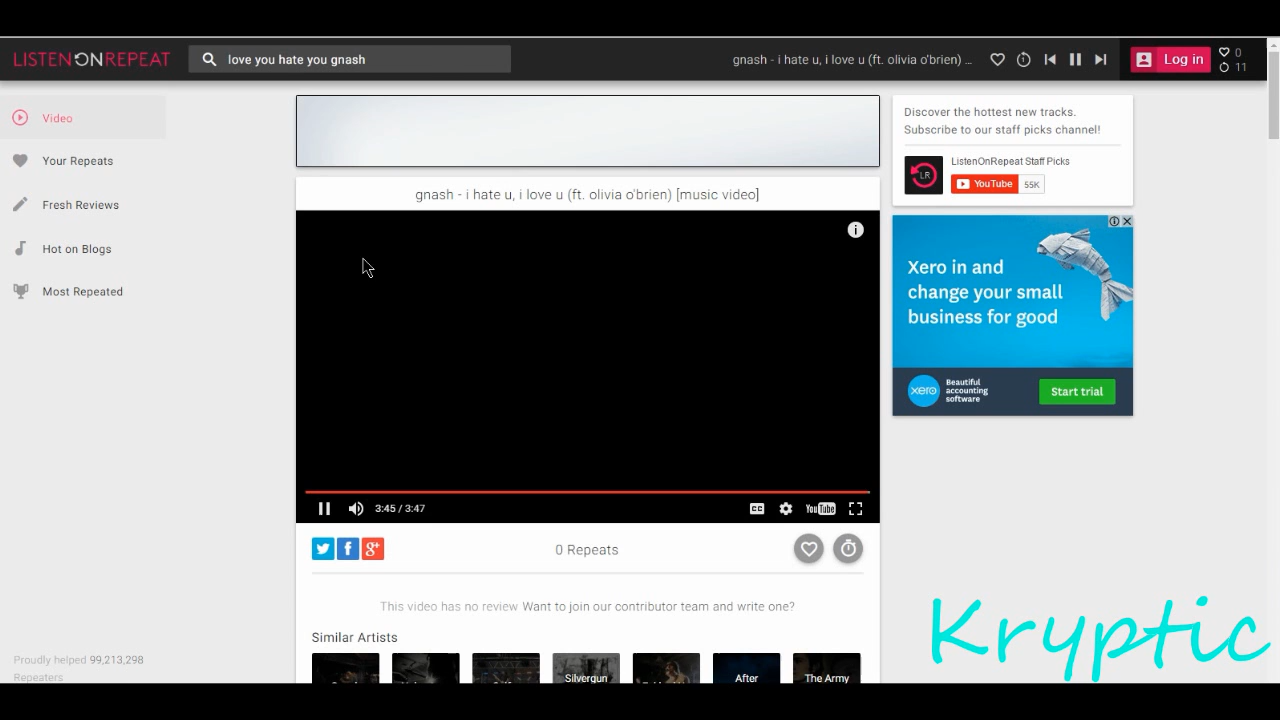 LISTENONREPEAT
love you hate you gnash
gnash - i hate u, i love u (ft. olivia o'brien) ...
Log in
0
11
Video
Your Repeats
Fresh Reviews
Hot on Blogs
Most Repeated
Proudly helped 99,213,298
Repeaters
gnash - i hate u, i love u (ft. olivia o'brien) [music video]
3:45 / 3:47
CC
YouTube
0 Repeats
This video has no review Want to join our contributor team and write one?
Similar Artists
Silvergun
After
The Army
Discover the hottest new tracks.
Subscribe to our staff picks channel!
LR
ListenOnRepeat Staff Picks
YouTube 55K
Xero in and
change your small
business for good
xero
Beautiful
accounting
software
Start trial
Kryptic